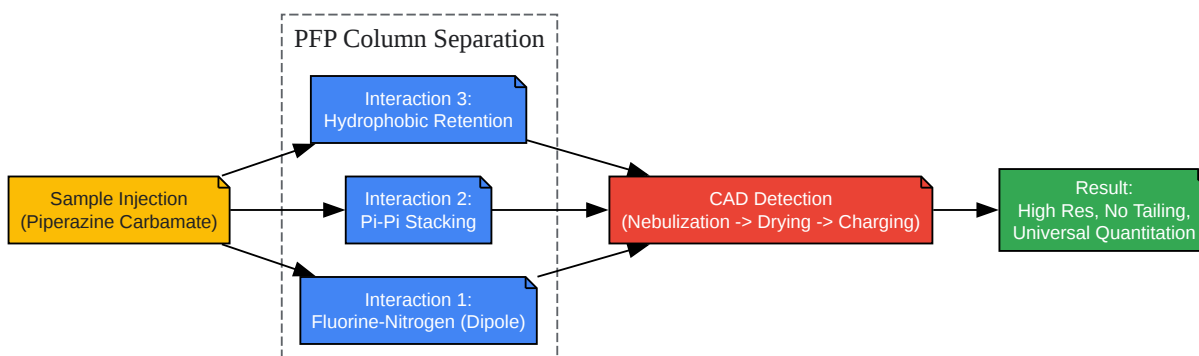 PFP Column Separation
Interaction 3:
Hydrophobic Retention
Sample Injection
(Piperazine Carbamate)
Interaction 2:
Pi-Pi Stacking
CAD Detection
(Nebulization -> Drying -> Charging)
Result:
High Res, No Tailing,
Universal Quantitation
Interaction 1:
Fluorine-Nitrogen (Dipole)